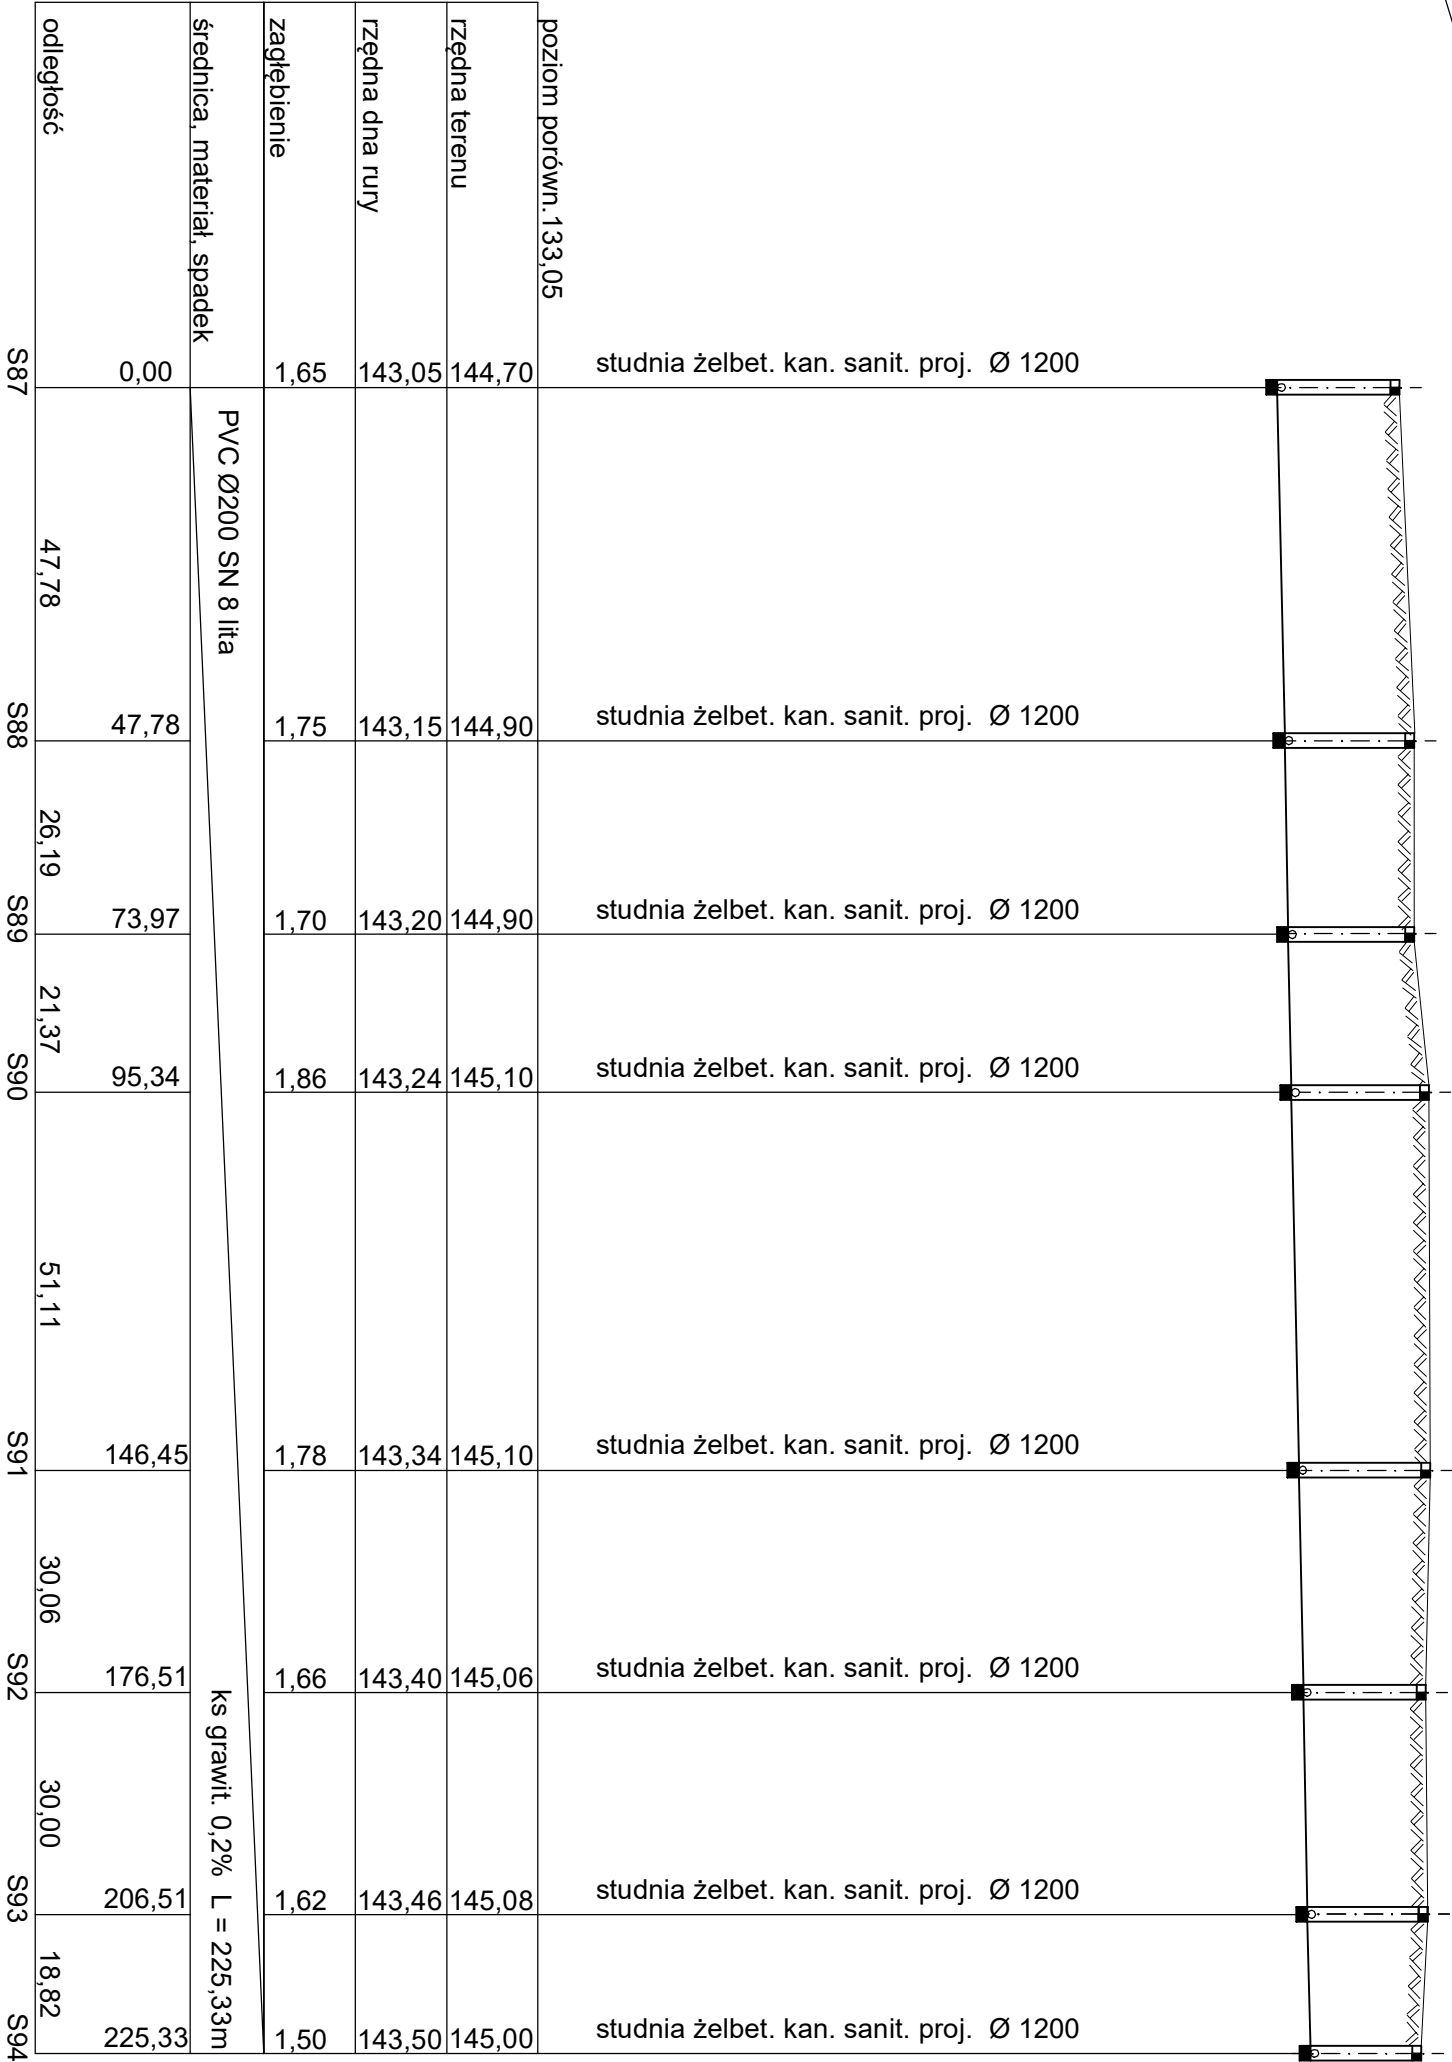 studnia żelbet. kan. sanit. proj. Ø 1200
studnia żelbet. kan. sanit. proj. Ø 1200
studnia żelbet. kan. sanit. proj. Ø 1200
studnia żelbet. kan. sanit. proj. Ø 1200
studnia żelbet. kan. sanit. proj. Ø 1200
studnia żelbet. kan. sanit. proj. Ø 1200
studnia żelbet. kan. sanit. proj. Ø 1200
studnia żelbet. kan. sanit. proj. Ø 1200
poziom porówn.133,05
rzędna terenu 144,70 144,90 144,90 145,10 145,10 145,06 145,08 145,00
rzędna dna rury 143,05 143,15 143,20 143,24 143,34 143,40 143,46 143,50
zagłębienie 1,65 1,75 1,70 1,86 1,78 1,66 1,62 1,50
średnica, materiał, spadek PVC Ø200 SN 8 lita ks grawit. 0,2% L = 225,33m
0,00 47,78 73,97 95,34 146,45 176,51 206,51 225,33
odległość 47,78 26,19 21,37 51,11 30,06 30,00 18,82
S87 S88 S89 S90 S91 S92 S93 S94